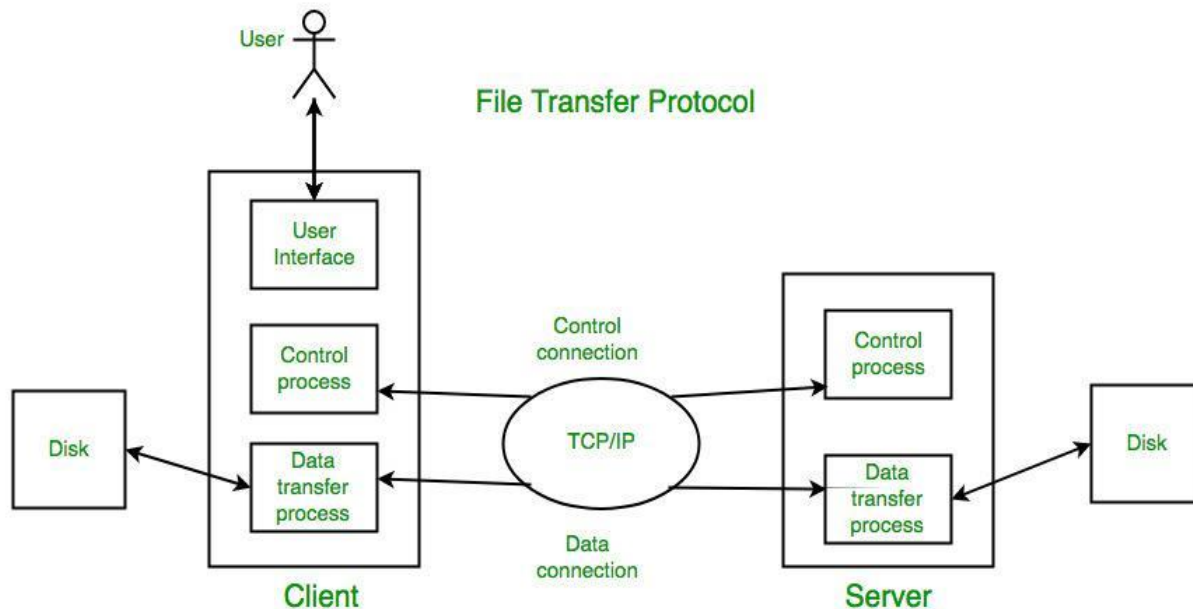 User
File Transfer Protocol
User
Interface
Control
process
Control
connection
Control
process
Disk
Data
transfer
process
TCP/IP
Data
transfer
process
Disk
Data
connection
Client
Server